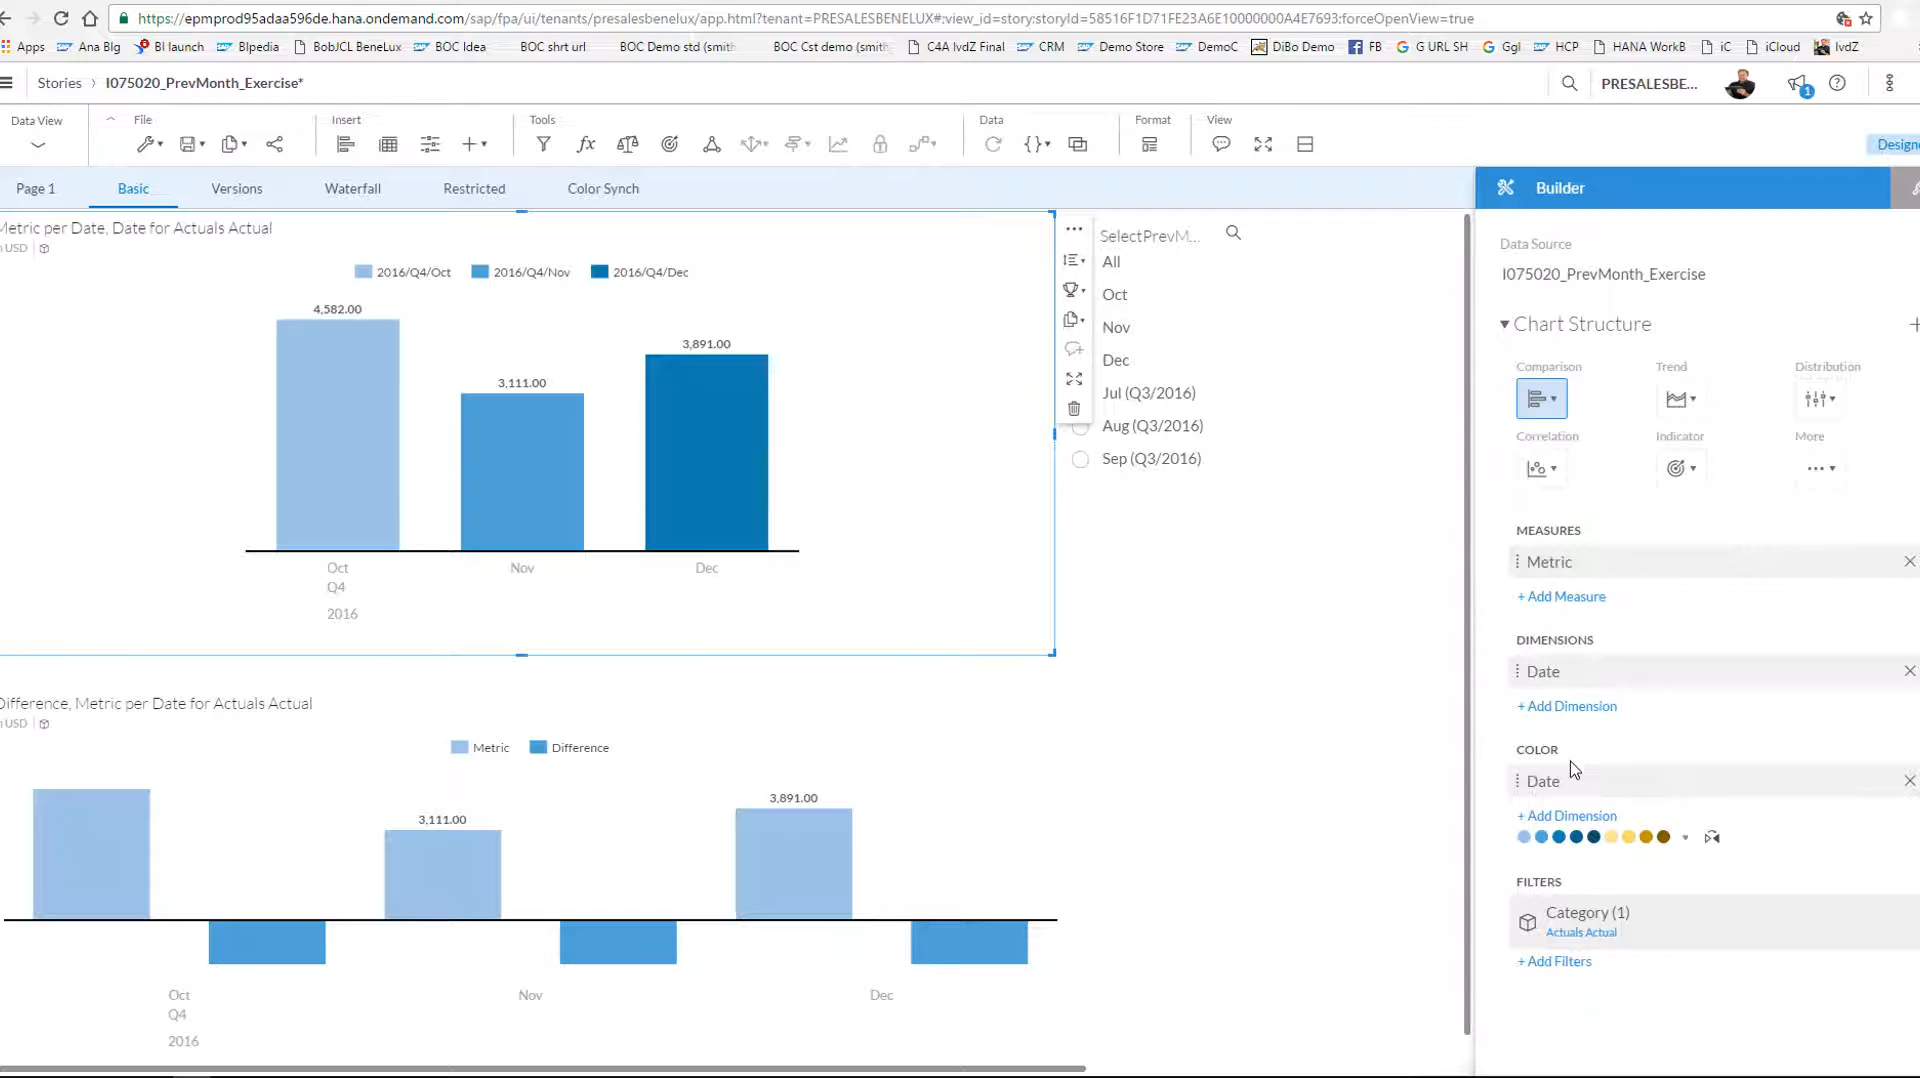 https://epmprod95adaa596de.hana.ondemand.com/sap/fpa/ui/tenants/presalesbenelux/app.html?tenant=PRESALESBENELUX#;view_id=story;storyId=58516F1D71FE23A6E10000000A4E7693;forceOpenView=true
Apps Ana Blg BI launch BIpedia BobJCL BeneLux BOC Idea BOC shrt url BOC Demo std (smith BOC Cst demo (smith C4A IvdZ Final CRM Demo Store DemoC DiBo Demo FB G URL SH Ggl HCP HANA WorkB iC iCloud IvdZ
Stories I075020_PrevMonth_Exercise* PRESALESBE... 1
Data View File Insert Tools Data Format View
Designe
Page 1 Basic Versions Waterfall Restricted Color Synch
Builder
Metric per Date, Date for Actuals Actual
USD
2016/Q4/Oct 2016/Q4/Nov 2016/Q4/Dec
4,582.00
3,111.00
3,891.00
Oct Nov Dec
Q4
2016
SelectPrevM...
All
Oct
Nov
Dec
Jul (Q3/2016)
Aug (Q3/2016)
Sep (Q3/2016)
Difference, Metric per Date for Actuals Actual
USD
Metric Difference
3,111.00
3,891.00
Oct Nov Dec
Q4
2016
Data Source
I075020_PrevMonth_Exercise
Chart Structure
Comparison Trend Distribution
Correlation Indicator More
MEASURES
Metric
+ Add Measure
DIMENSIONS
Date
+ Add Dimension
COLOR
Date
+ Add Dimension
FILTERS
Category (1)
Actuals Actual
+ Add Filters